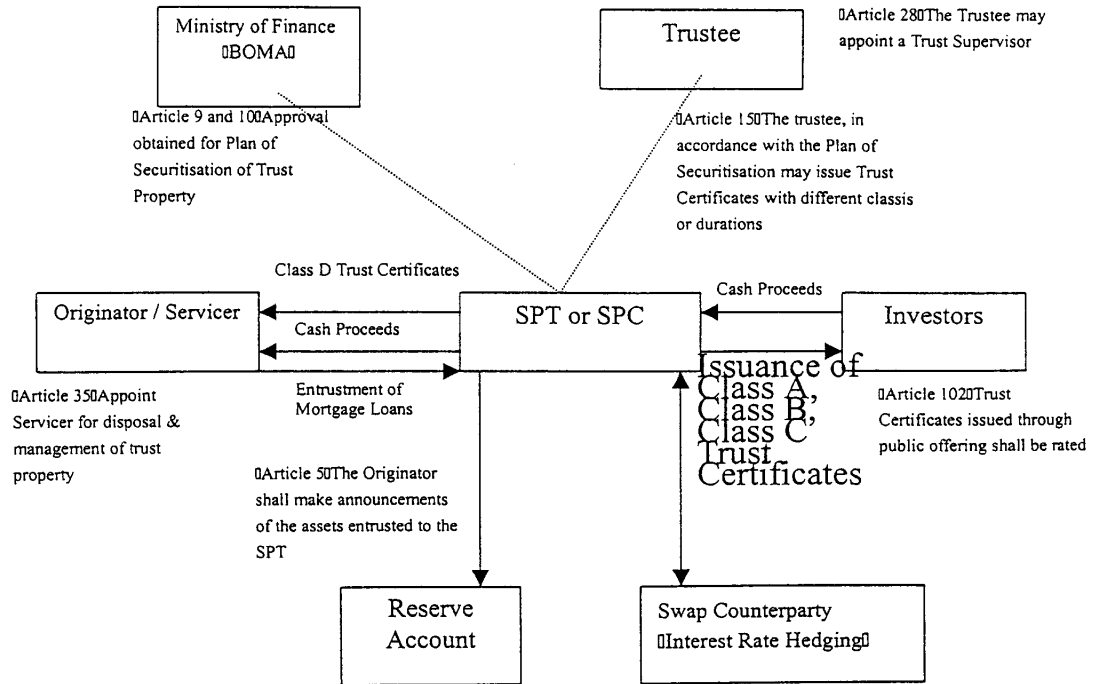 Ministry of Finance
▯BOMA▯
Trustee
▯Article 28▯The Trustee may
appoint a Trust Supervisor
▯Article 9 and 10▯Approval
obtained for Plan of
Securitisation of Trust
Property
▯Article 15▯The trustee, in
accordance with the Plan of
Securitisation may issue Trust
Certificates with different classis
or durations
Class D Trust Certificates
Originator / Servicer
Cash Proceeds
SPT or SPC
Cash Proceeds
Investors
Entrustment of
Mortgage Loans
Issuance of
Class A,
Class B,
Class C
Trust
Certificates
▯Article 35▯Appoint
Servicer for disposal &
management of trust
property
▯Article 102▯Trust
Certificates issued through
public offering shall be rated
▯Article 5▯The Originator
shall make announcements
of the assets entrusted to the
SPT
Reserve
Account
Swap Counterparty
▯Interest Rate Hedging▯